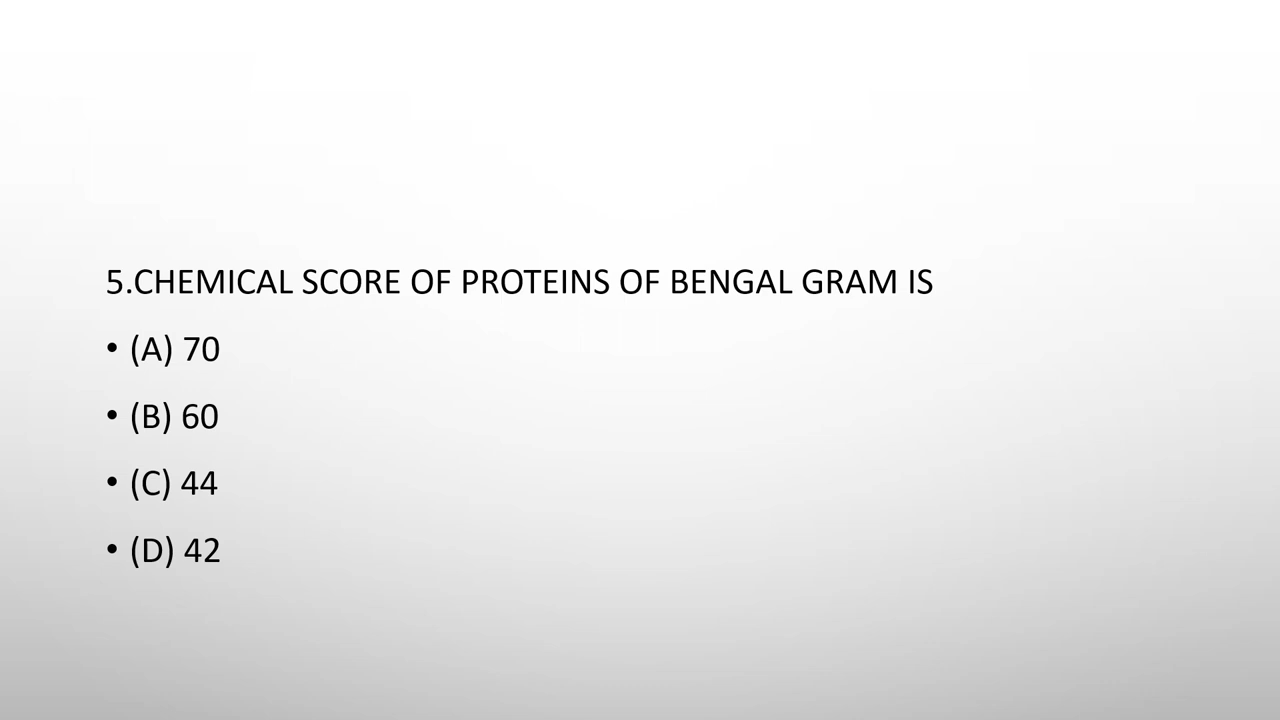 5.CHEMICAL SCORE OF PROTEINS OF BENGAL GRAM IS
• (A) 70
• (B) 60
• (C) 44
• (D) 42